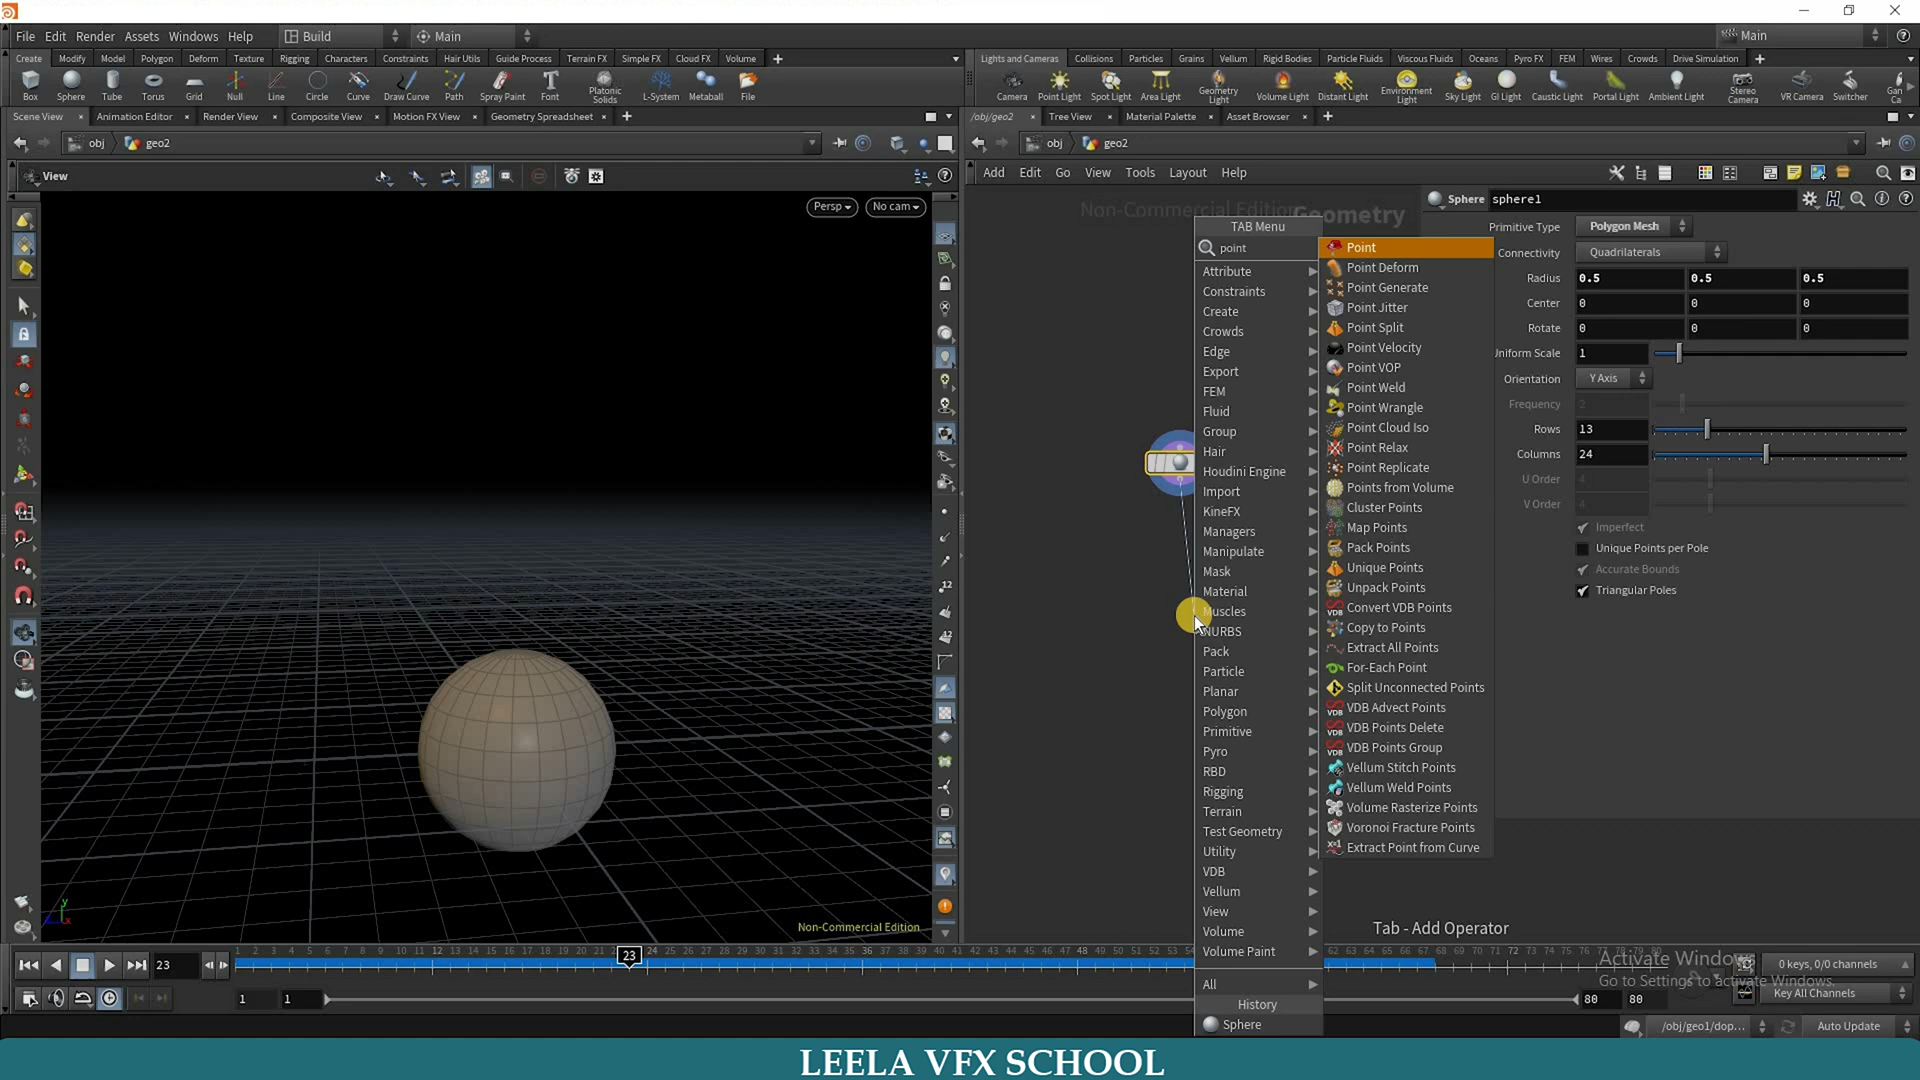 File Edit Render Assets Windows Help Build Main Main
Create Modify Model Polygon Deform Texture Rigging Characters Constraints Hair Utils Guide Process Terrain FX Simple FX Cloud FX Volume
Lights and Cameras Collisions Particles Grains Vellum Rigid Bodies Particle Fluids Viscous Fluids Oceans Pyro FX FEM Wires Crowds Drive Simulation
Box Sphere Tube Torus Grid Null Line Circle Curve Draw Curve Path Spray Paint Font Platonic Solids L-System Metaball File
Camera Point Light Spot Light Area Light Geometry Light Volume Light Distant Light Environment Light Sky Light GI Light Caustic Light Portal Light Ambient Light Stereo Camera VR Camera Switcher Gan Ca
Scene View Animation Editor Render View Composite View Motion FX View Geometry Spreadsheet
/obj/geo2 Tree View Material Palette Asset Browser
obj geo2
obj geo2
View
Add Edit Go View Tools Layout Help
Persp No cam
Non-Commercial Edition
Geometry
Sphere sphere1
TAB Menu
point
Attribute
Constraints
Create
Crowds
Edge
Export
FEM
Fluid
Group
Hair
Houdini Engine
Import
KineFX
Managers
Manipulate
Mask
Material
Muscles
NURBS
Pack
Particle
Planar
Polygon
Primitive
Pyro
RBD
Rigging
Terrain
Test Geometry
Utility
VDB
Vellum
View
Volume
Volume Paint
All
History
Sphere
Point
Point Deform
Point Generate
Point Jitter
Point Split
Point Velocity
Point VOP
Point Weld
Point Wrangle
Point Cloud Iso
Point Relax
Point Replicate
Points from Volume
Cluster Points
Map Points
Pack Points
Unique Points
Unpack Points
Convert VDB Points
Copy to Points
Extract All Points
For-Each Point
Split Unconnected Points
VDB Advect Points
VDB Points Delete
VDB Points Group
Vellum Stitch Points
Vellum Weld Points
Volume Rasterize Points
Voronoi Fracture Points
Extract Point from Curve
Primitive Type Polygon Mesh
Connectivity Quadrilaterals
Radius 0.5 0.5 0.5
Center 0 0 0
Rotate 0 0 0
Uniform Scale 1
Orientation Y Axis
Frequency 2
Rows 13
Columns 24
U Order 4
V Order 4
Imperfect
Unique Points per Pole
Accurate Bounds
Triangular Poles
Non-Commercial Edition
Tab - Add Operator
Activate Windows
Go to Settings to activate Windows.
23
23
1 1
80 80
0 keys, 0/0 channels
Key All Channels
/obj/geo1/dop... Auto Update
LEELA VFX SCHOOL